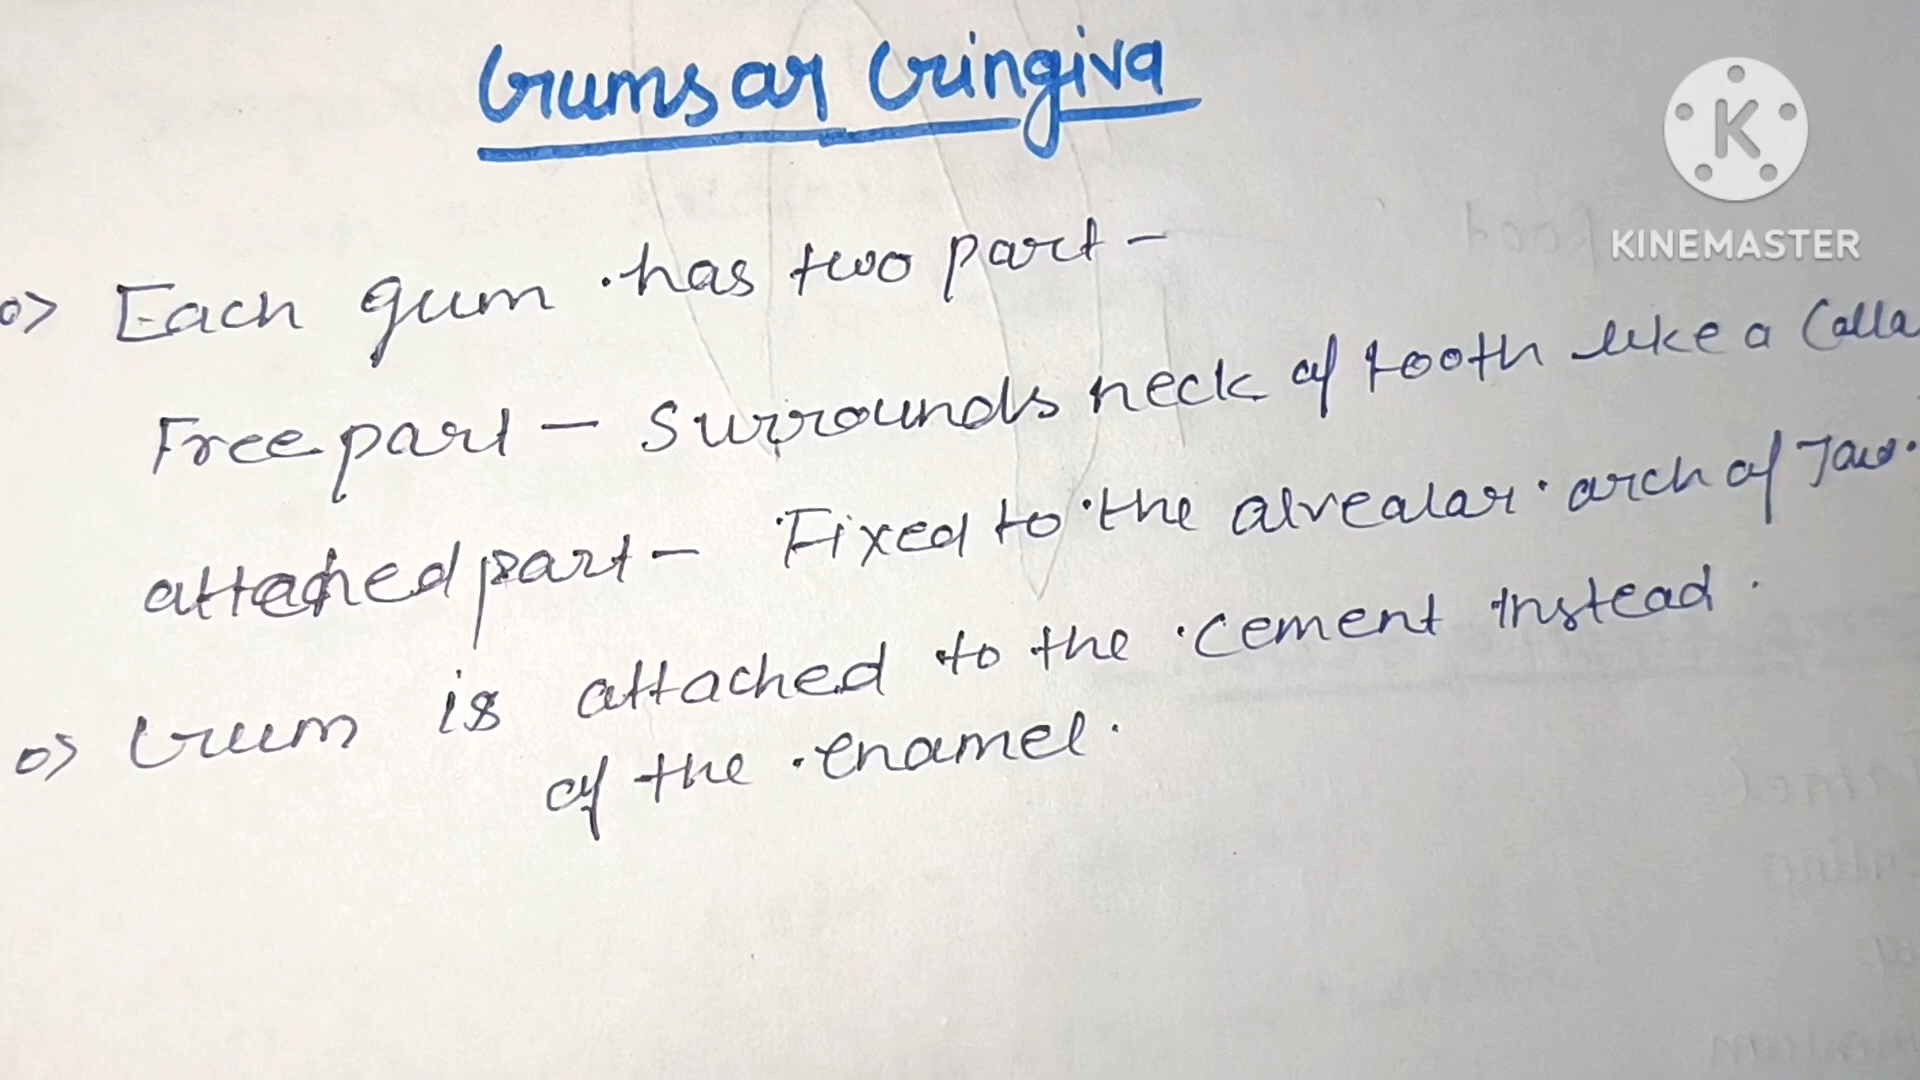 Gums or Gingiva
KINEMASTER
Each gum has two part -
Free part - Surrounds neck of tooth like a Colla
attached part - Fixed to the alveolar arch of Jaw.
Gum is attached to the cement instead
of the enamel.